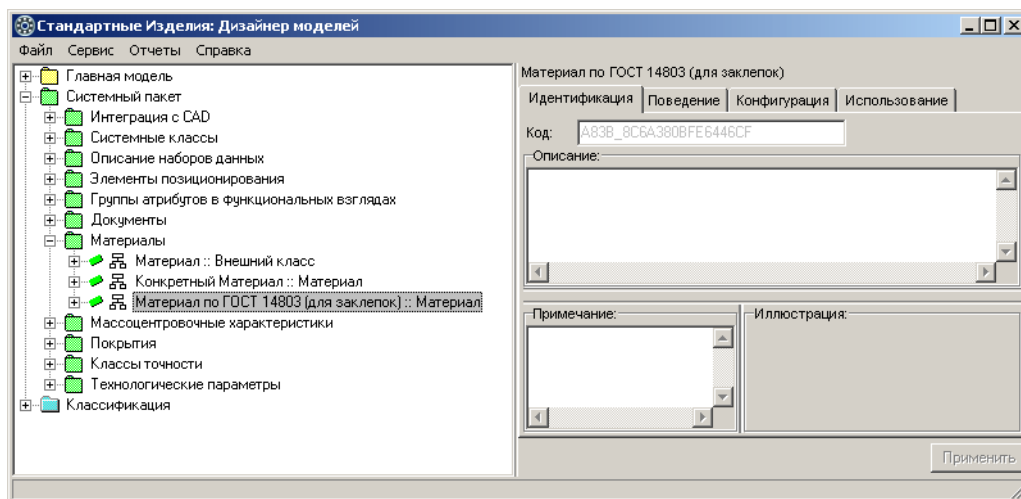 Стандартные Изделия: Дизайнер моделей
Файл Сервис Отчеты Справка
Главная модель
Системный пакет
Интеграция с CAD
Системные классы
Описание наборов данных
Элементы позиционирования
Группы атрибутов в функциональных взглядах
Документы
Материалы
Материал :: Внешний класс
Конкретный Материал :: Материал
Материал по ГОСТ 14803 (для заклепок) :: Материал
Массоцентровочные характеристики
Покрытия
Классы точности
Технологические параметры
Классификация
Материал по ГОСТ 14803 (для заклепок)
Идентификация Поведение Конфигурация Использование
Код: A83B_8C6A380BFE6446CF
Описание:
Примечание:
Иллюстрация:
Применить